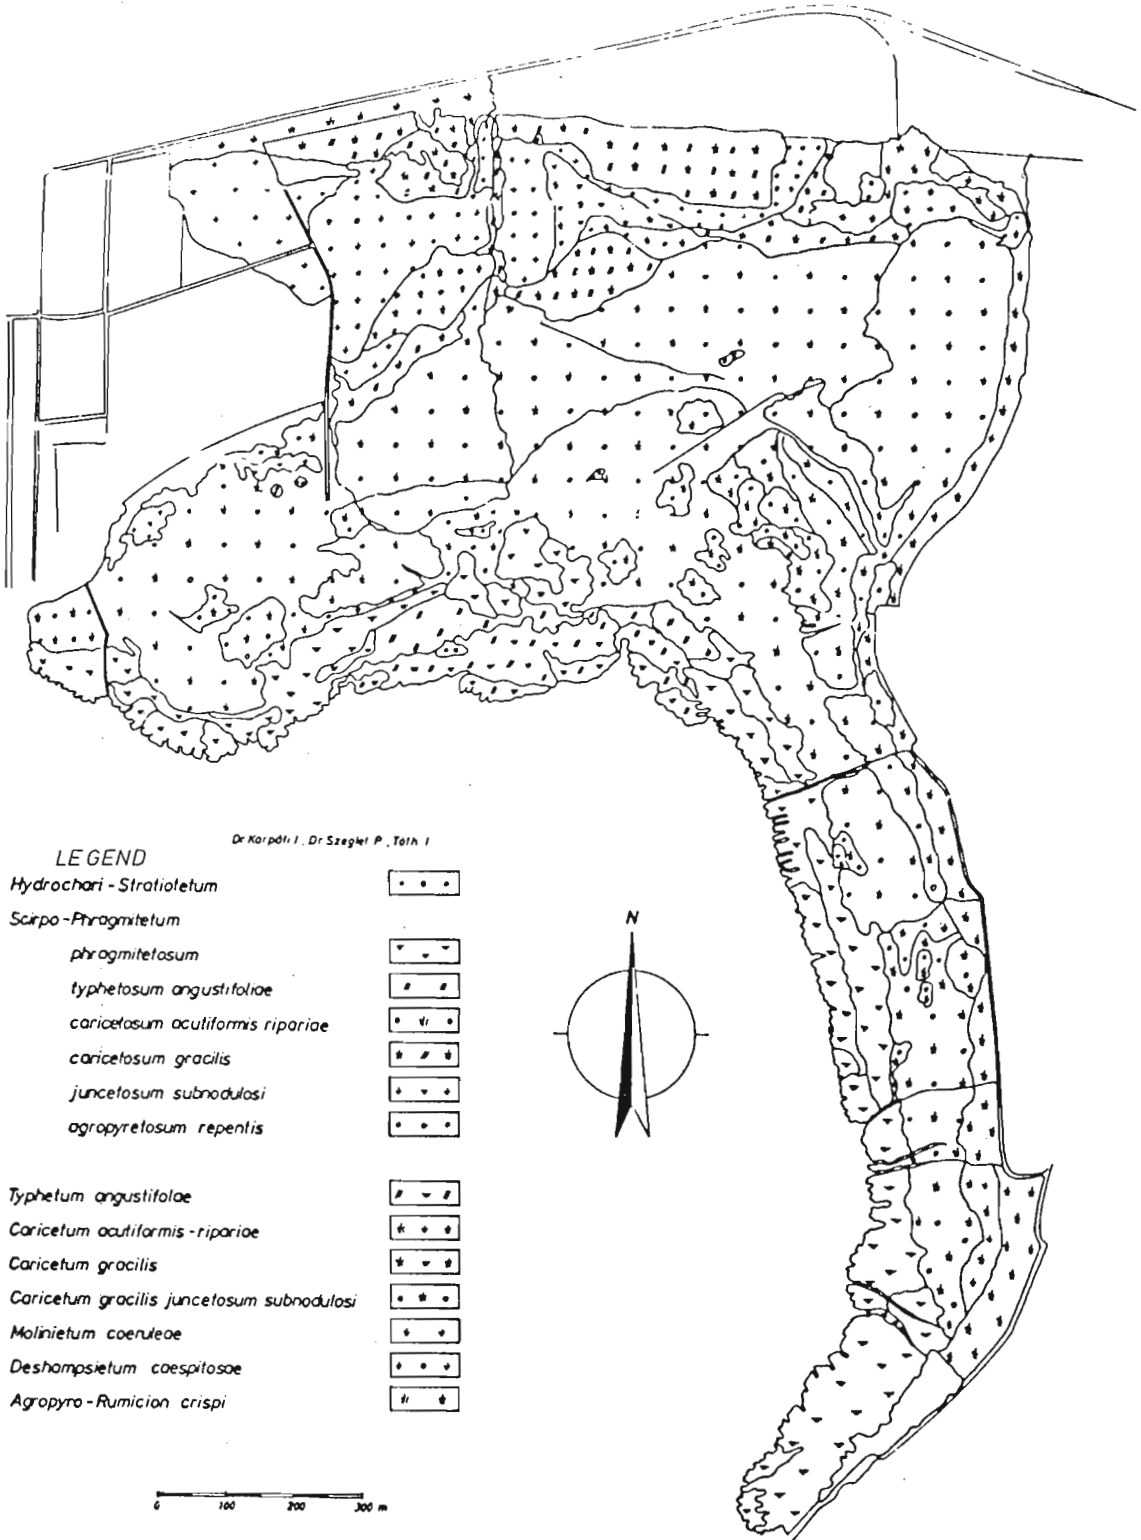 Dr Kárpáti I., Dr Szeglet P., Tóth I
LEGEND
Hydrochari - Stratiotetum
Scirpo - Phragmitetum
phragmitetosum
typhetosum angustifoliae
caricetosum acutiformis ripariae
caricetosum gracilis
juncetosum subnodulosi
agropyretosum repentis
Typhetum angustifolae
Caricetum acutiformis - ripariae
Caricetum gracilis
Caricetum gracilis juncetosum subnodulosi
Molinietum coeruleae
Deshampsietum caespitosae
Agropyro - Rumicion crispi
N
0 100 200 300 m